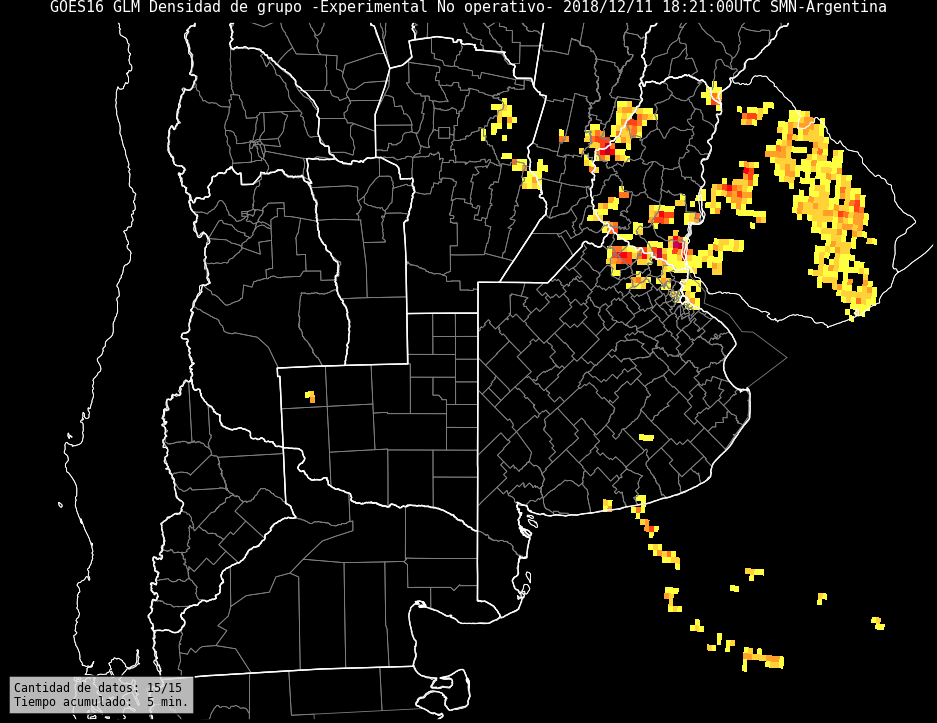 GOES16 GLM Densidad de grupo -Experimental No operativo- 2018/12/11 18:21:00UTC SMN-Argentina
Cantidad de datos: 15/15
Tiempo acumulado:  5 min.